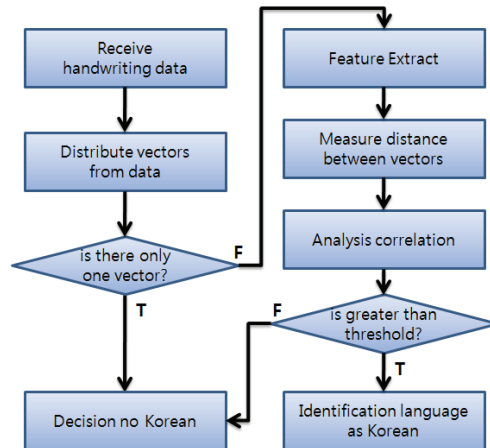 Receive
handwriting data
Distribute vectors
from data
is there only
one vector?
F
T
Decision no Korean
Feature Extract
Measure distance
between vectors
Analysis correlation
is greater than
threshold?
F
T
Identification language
as Korean